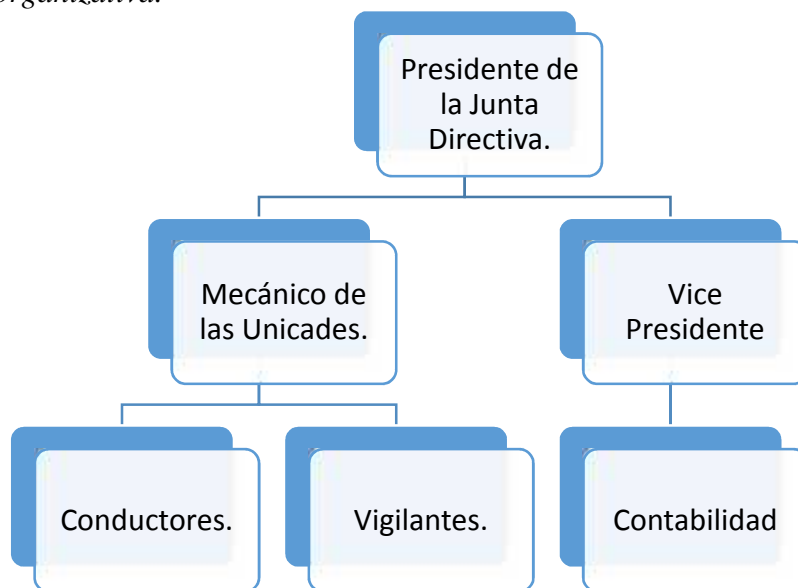 organizativa.
Presidente de
la Junta
Directiva.
Mecánico de
las Unicades.
Vice
Presidente
Conductores.
Vigilantes.
Contabilidad